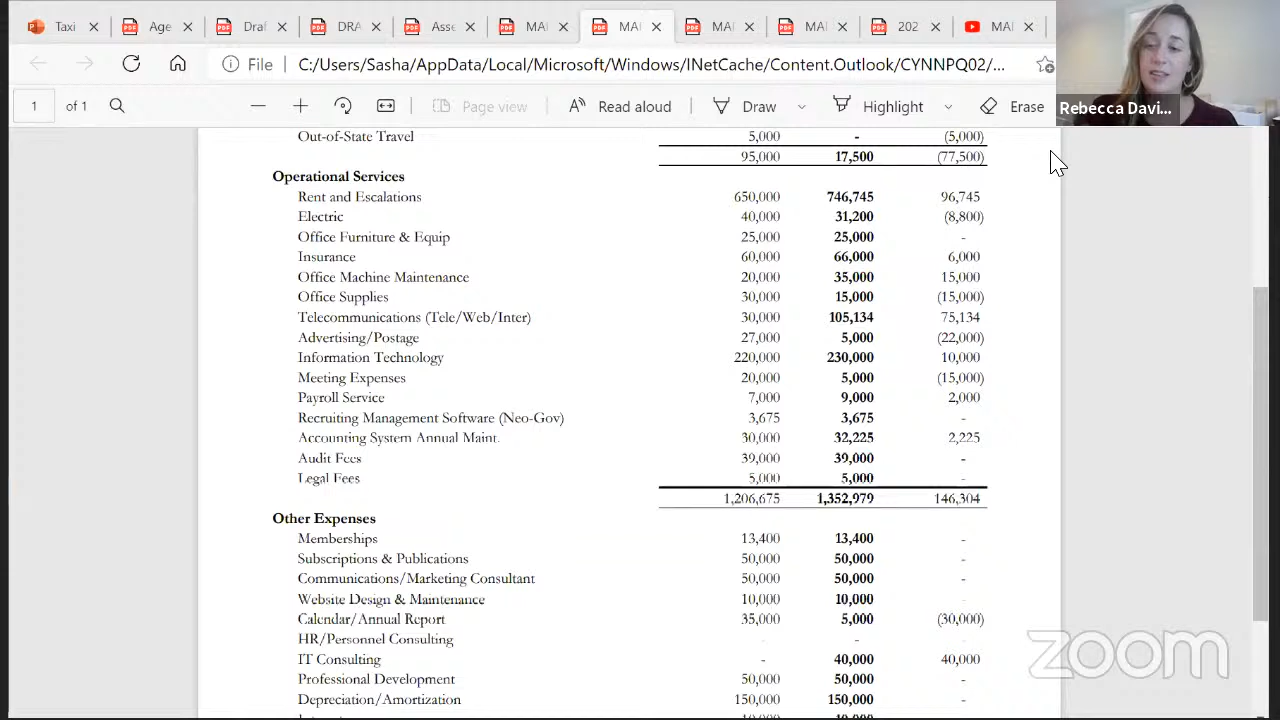 Taxi
Age
Draf
DRA
Asse
MA
MA
MA
MA
202
MA
File
C:/Users/Sasha/AppData/Local/Microsoft/Windows/INetCache/Content.Outlook/CYNNPQ02/...
1 of 1
Page view
Read aloud
Draw
Highlight
Erase
Rebecca Davi...
Out-of-State Travel 5,000 - (5,000)
95,000 17,500 (77,500)
Operational Services
Rent and Escalations 650,000 746,745 96,745
Electric 40,000 31,200 (8,800)
Office Furniture & Equip 25,000 25,000 -
Insurance 60,000 66,000 6,000
Office Machine Maintenance 20,000 35,000 15,000
Office Supplies 30,000 15,000 (15,000)
Telecommunications (Tele/Web/Inter) 30,000 105,134 75,134
Advertising/Postage 27,000 5,000 (22,000)
Information Technology 220,000 230,000 10,000
Meeting Expenses 20,000 5,000 (15,000)
Payroll Service 7,000 9,000 2,000
Recruiting Management Software (Neo-Gov) 3,675 3,675 -
Accounting System Annual Maint. 30,000 32,225 2,225
Audit Fees 39,000 39,000 -
Legal Fees 5,000 5,000 -
1,206,675 1,352,979 146,304
Other Expenses
Memberships 13,400 13,400 -
Subscriptions & Publications 50,000 50,000 -
Communications/Marketing Consultant 50,000 50,000 -
Website Design & Maintenance 10,000 10,000 -
Calendar/Annual Report 35,000 5,000 (30,000)
HR/Personnel Consulting - - -
IT Consulting - 40,000 40,000
Professional Development 50,000 50,000 -
Depreciation/Amortization 150,000 150,000 -
zoom